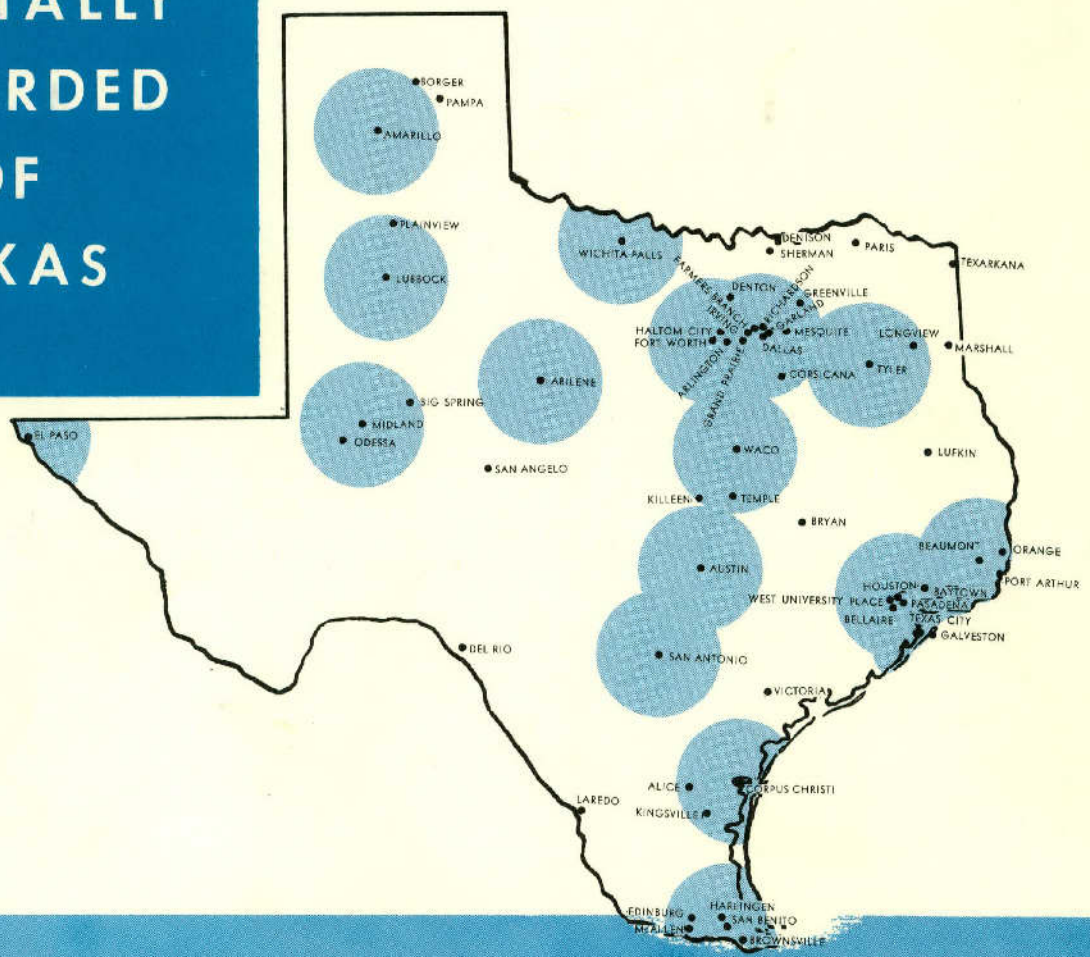 TALLY
RDED
OF
XAS
BORGER
PAMPA
AMARILLO
PLAINVIEW
LUBBOCK
WICHITA FALLS
DENISON
SHERMAN
PARIS
TEXARKANA
FARMERS BRANCH
IRVING
DENTON
RICHARDSON
GARLAND
GREENVILLE
HALTOM CITY
FORT WORTH
MESQUITE
DALLAS
LONGVIEW
MARSHALL
ARLINGTON
GRAND PRAIRIE
CORSICANA
TYLER
ABILENE
BIG SPRING
MIDLAND
ODESSA
EL PASO
SAN ANGELO
WACO
LUFKIN
KILLEEN
TEMPLE
BRYAN
AUSTIN
BEAUMONT
ORANGE
PORT ARTHUR
HOUSTON
BAYTOWN
WEST UNIVERSITY PLACE
PASADENA
BELLAIRE
TEXAS CITY
GALVESTON
DEL RIO
SAN ANTONIO
VICTORIA
ALICE
CORPUS CHRISTI
KINGSVILLE
LAREDO
HARLINGEN
EDINBURG
SAN BENITO
McALLEN
BROWNSVILLE